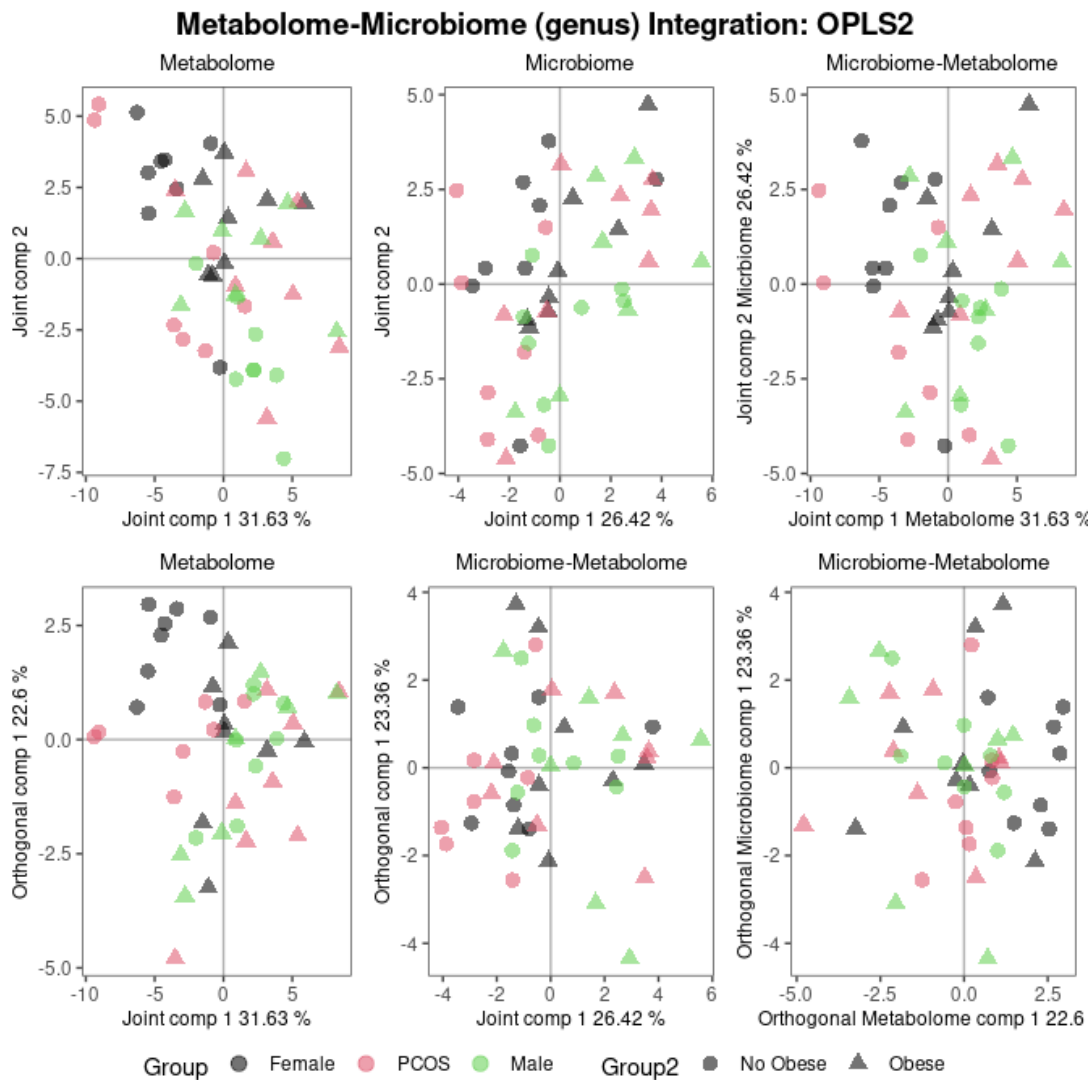 Metabolome-Microbiome (genus) Integration: OPLS2
Metabolome
Microbiome
Microbiome-Metabolome
Joint comp 2
5.0
2.5
0.0
-2.5
-5.0
-7.5
-10
-5
0
5
Joint comp 1 31.63 %
Joint comp 2
5.0
2.5
0.0
-2.5
-5.0
-4
-2
0
2
4
6
Joint comp 1 26.42 %
Joint comp 2 Micrbiome 26.42 %
5.0
2.5
0.0
-2.5
-5.0
-10
-5
0
5
Joint comp 1 Metabolome 31.63 %
Metabolome
Microbiome-Metabolome
Microbiome-Metabolome
Orthogonal comp 1 22.6 %
2.5
0.0
-2.5
-5.0
-10
-5
0
5
Joint comp 1 31.63 %
Orthogonal comp 1 23.36 %
4
2
0
-2
-4
-4
-2
0
2
4
6
Joint comp 1 26.42 %
Orthogonal Microbiome comp 1 23.36 %
4
2
0
-2
-4
-5.0
-2.5
0.0
2.5
Orthogonal Metabolome comp 1 22.6
Group Female PCOS Male Group2 No Obese Obese